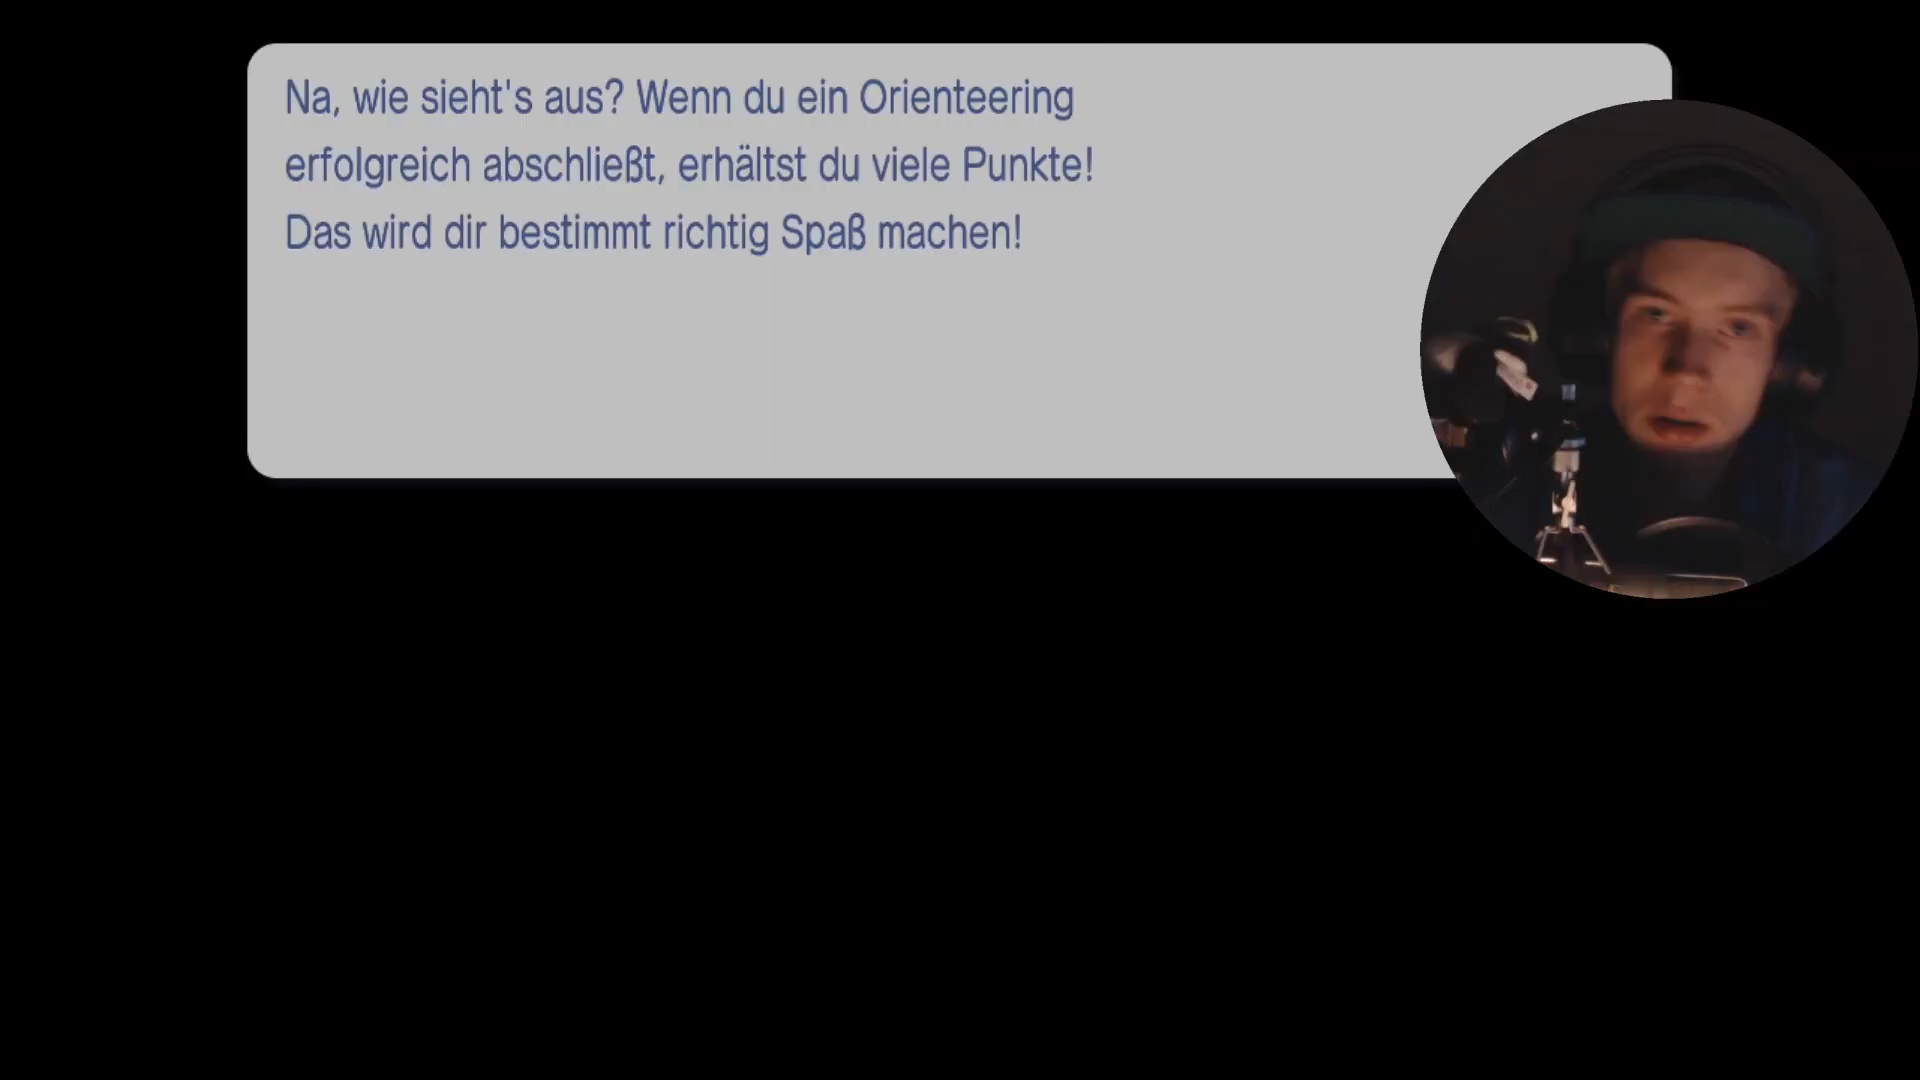 Na, wie sieht's aus? Wenn du ein Orienteering
erfolgreich abschließt, erhältst du viele Punkte!
Das wird dir bestimmt richtig Spaß machen!